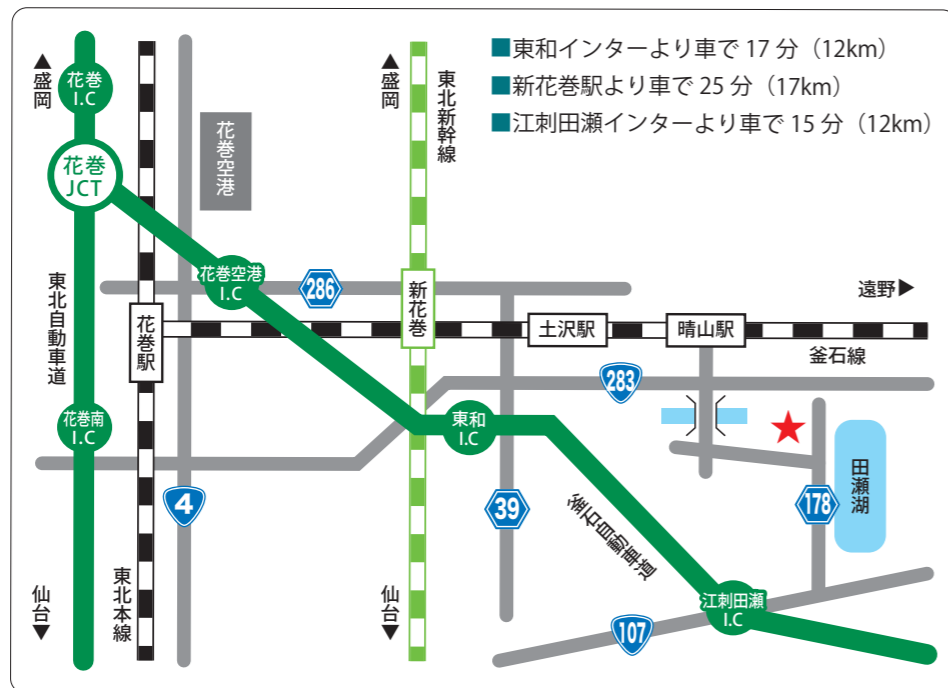 ■東和インターより車で 17 分（12km）
■新花巻駅より車で 25 分（17km）
■江刺田瀬インターより車で 15 分（12km）
▲盛岡
花巻
I.C
花巻
JCT
東北自動車道
花巻南
I.C
仙台▼
花巻空港
花巻空港
I.C
286
花巻駅
東北本線
4
▲盛岡
東北新幹線
新花巻
仙台▼
遠野▶
土沢駅
晴山駅
釜石線
283
東和
I.C
39
釜石自動車道
178
田瀬湖
江刺田瀬
I.C
107